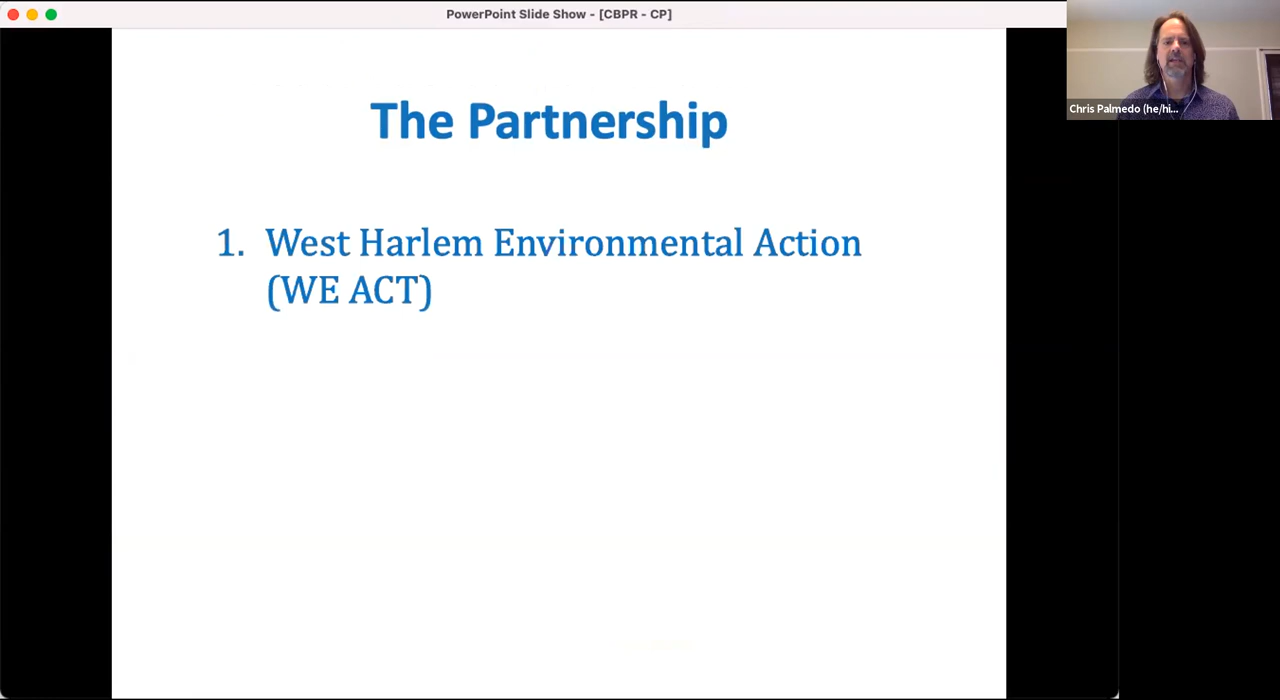 PowerPoint Slide Show - [CBPR - CP]
Chris Palmedo (he/hi...
The Partnership
1. West Harlem Environmental Action
(WE ACT)